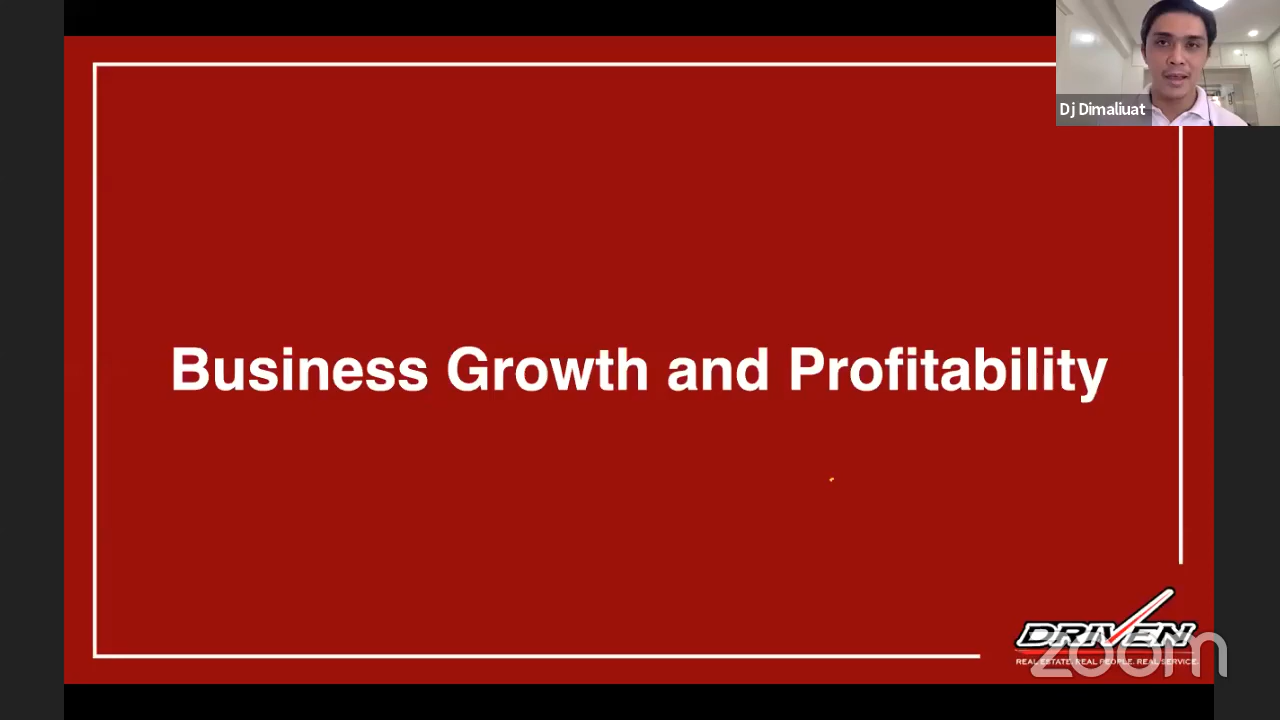 Dj Dimaliuat
Business Growth and Profitability
DRIVEN
REAL ESTATE. REAL PEOPLE. REAL SERVICE.
zoom